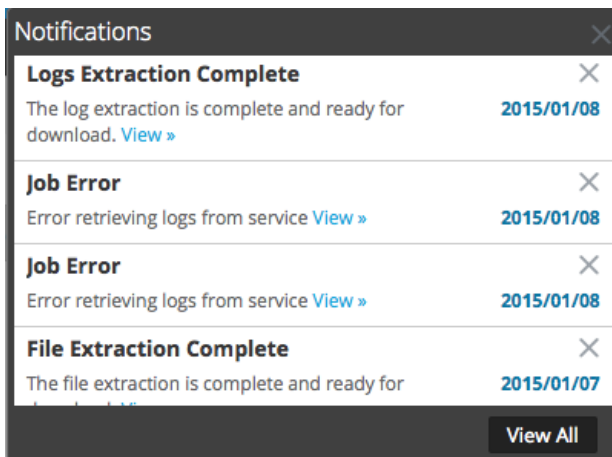 Notifications
Logs Extraction Complete
The log extraction is complete and ready for
download. View »
2015/01/08
Job Error
Error retrieving logs from service View »
2015/01/08
Job Error
Error retrieving logs from service View »
2015/01/08
File Extraction Complete
The file extraction is complete and ready for
2015/01/07
View All